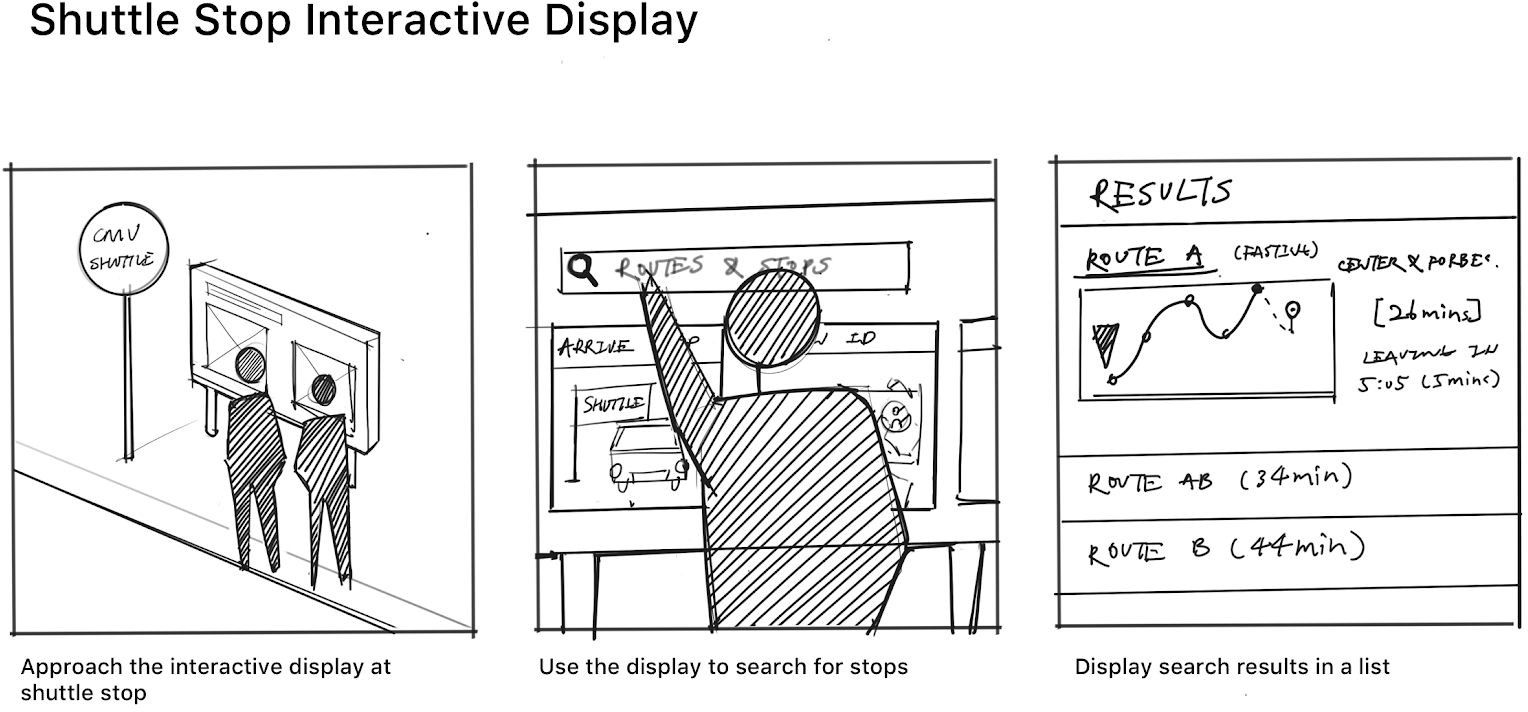 Shuttle Stop Interactive Display
CMU
SHUTTLE
ROUTES & STOPS
ARRIVE
ID
SHUTTLE
RESULTS
ROUTE A
CENTER & FORBES.
[26mins]
LEAVING IN
5:05 (5mins)
ROUTE AB (34min)
ROUTE B (44min)
Approach the interactive display at
shuttle stop
Use the display to search for stops
Display search results in a list